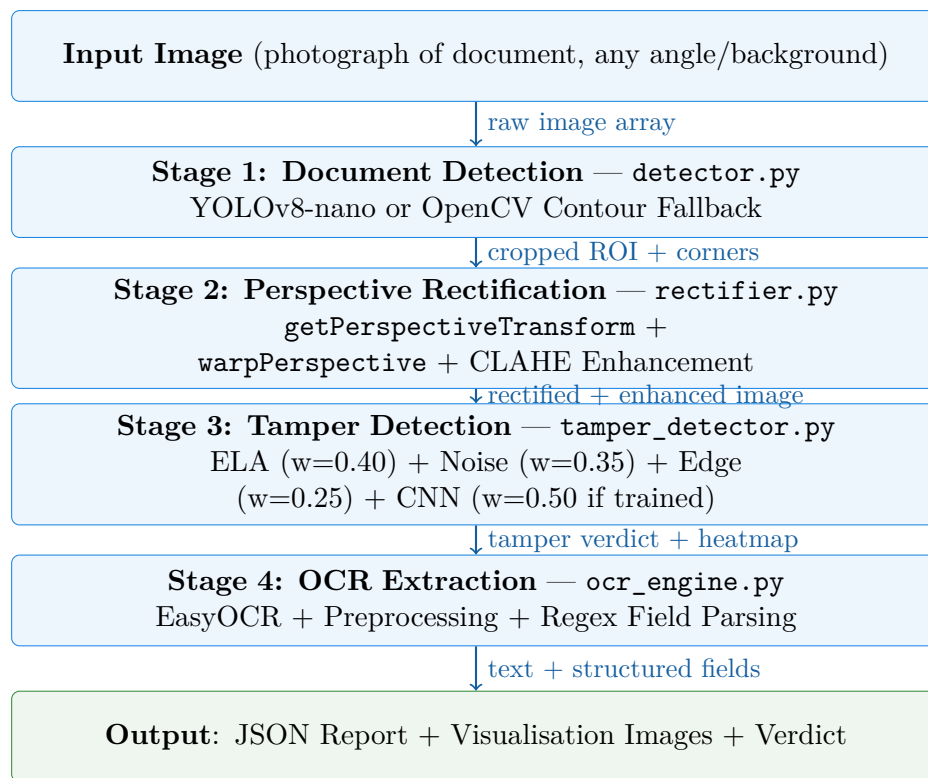 Input Image (photograph of document, any angle/background)
raw image array
Stage 1: Document Detection — detector.py
YOLOv8-nano or OpenCV Contour Fallback
cropped ROI + corners
Stage 2: Perspective Rectification — rectifier.py
getPerspectiveTransform +
warpPerspective + CLAHE Enhancement
rectified + enhanced image
Stage 3: Tamper Detection — tamper_detector.py
ELA (w=0.40) + Noise (w=0.35) + Edge
(w=0.25) + CNN (w=0.50 if trained)
tamper verdict + heatmap
Stage 4: OCR Extraction — ocr_engine.py
EasyOCR + Preprocessing + Regex Field Parsing
text + structured fields
Output: JSON Report + Visualisation Images + Verdict